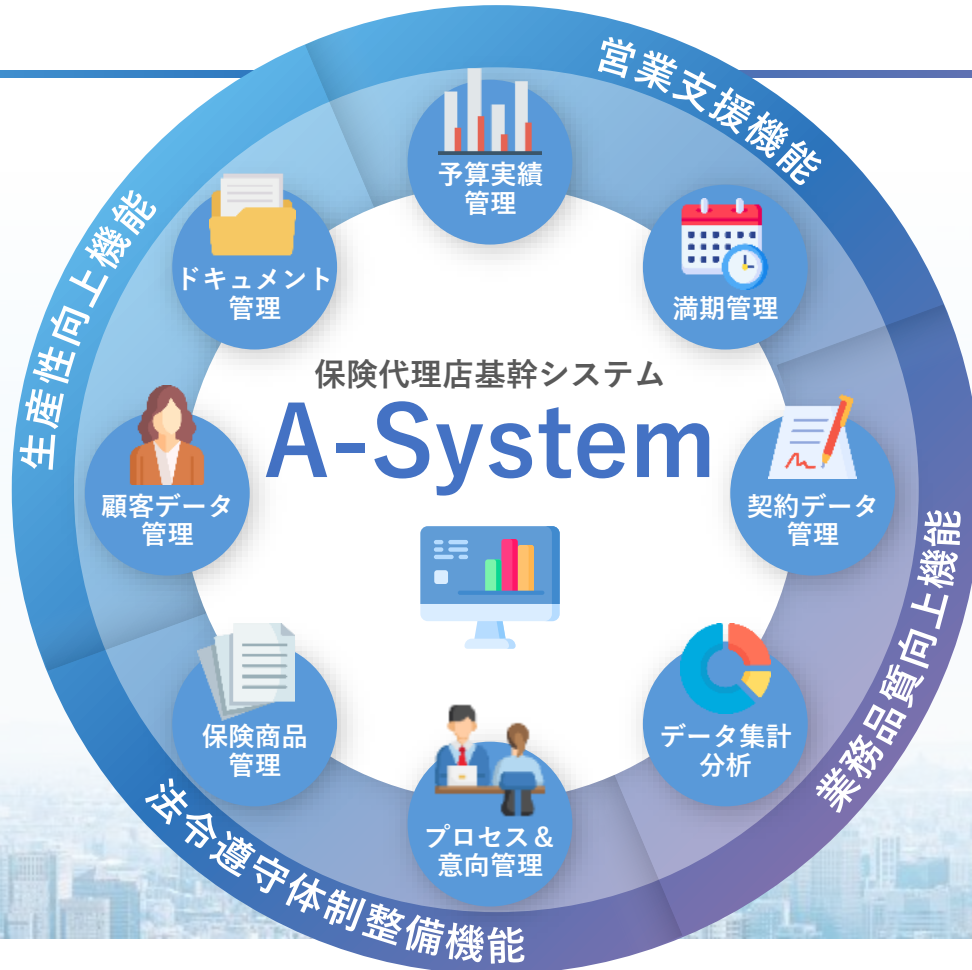 営業支援機能
予算実績
管理
ドキュメント
管理
満期管理
生産性向上機能
保険代理店基幹システム
A-System
顧客データ
管理
契約データ
管理
業務品質向上機能
保険商品
管理
データ集計
分析
プロセス＆
意向管理
法令遵守体制整備機能